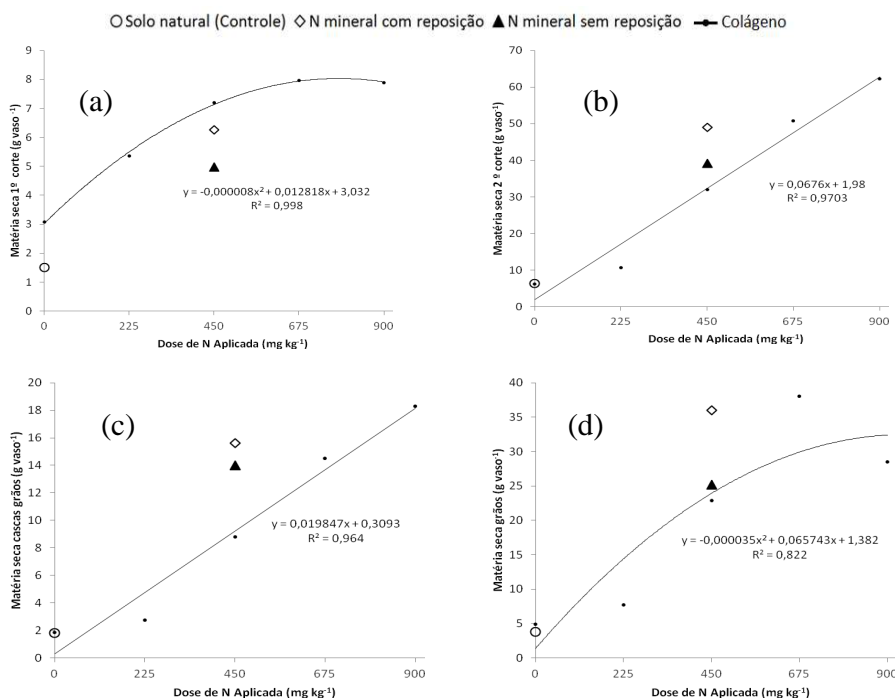 Solo natural (Controle) N mineral com reposição N mineral sem reposição Colágeno
(a)
Matéria seca 1º corte (g vaso⁻¹)
9
8
7
6
5
4
3
2
1
0
y = -0,000008x² + 0,012818x + 3,032
R² = 0,998
0 225 450 675 900
Dose de N Aplicada (mg kg⁻¹)
(b)
Maatéria seca 2 º corte (g vaso⁻¹)
70
60
50
40
30
20
10
0
y = 0,0676x + 1,98
R² = 0,9703
0 225 450 675 900
Dose de N Aplicada (mg kg⁻¹)
(c)
Matéria seca cascas grãos (g vaso⁻¹)
20
18
16
14
12
10
8
6
4
2
0
y = 0,019847x + 0,3093
R² = 0,964
0 225 450 675 900
Dose de N Aplicada (mg kg⁻¹)
(d)
Matéria seca grãos (g vaso⁻¹)
40
35
30
25
20
15
10
5
0
y = -0,000035x² + 0,065743x + 1,382
R² = 0,822
0 225 450 675 900
Dose de N Aplicada (mg kg⁻¹)